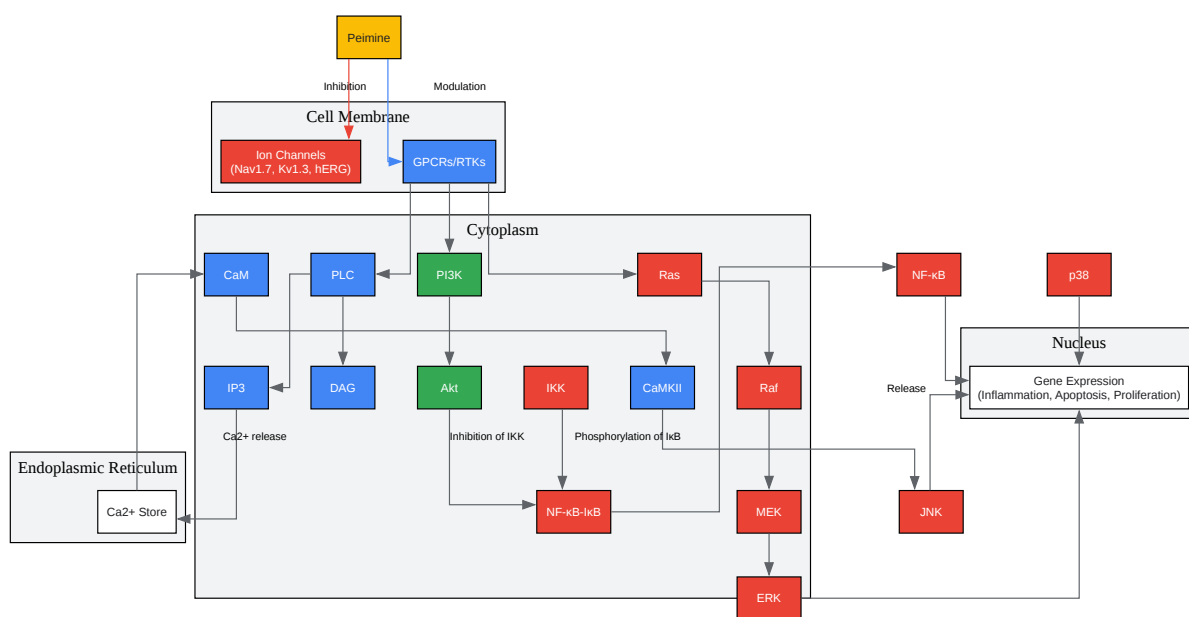 Peimine
Inhibition
Modulation
Cell Membrane
Ion Channels
(Nav1.7, Kv1.3, hERG)
GPCRs/RTKs
Cytoplasm
CaM
PLC
PI3K
Ras
NF-κB
p38
Nucleus
IP3
DAG
Akt
IKK
CaMKII
Raf
Release
Gene Expression
(Inflammation, Apoptosis, Proliferation)
Ca2+ release
Inhibition of IKK
Phosphorylation of IκB
Endoplasmic Reticulum
Ca2+ Store
NF-κB-IκB
MEK
JNK
ERK